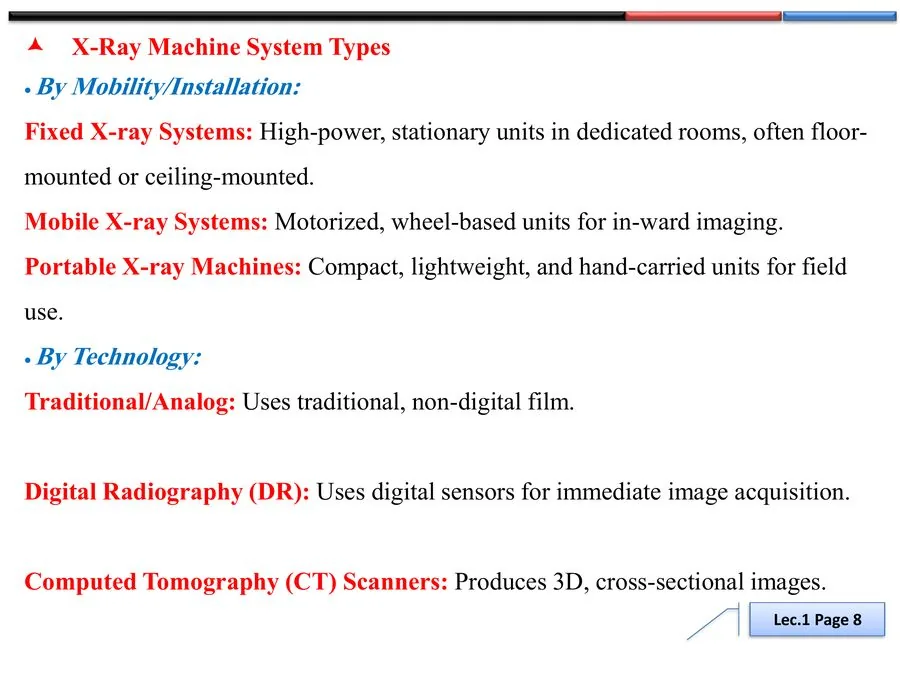 X-Ray Machine System Types
• By Mobility/Installation:
Fixed X-ray Systems: High-power, stationary units in dedicated rooms, often floor-
mounted or ceiling-mounted.
Mobile X-ray Systems: Motorized, wheel-based units for in-ward imaging.
Portable X-ray Machines: Compact, lightweight, and hand-carried units for field
use.
• By Technology:
Traditional/Analog: Uses traditional, non-digital film.
Digital Radiography (DR): Uses digital sensors for immediate image acquisition.
Computed Tomography (CT) Scanners: Produces 3D, cross-sectional images.
Lec.1 Page 8